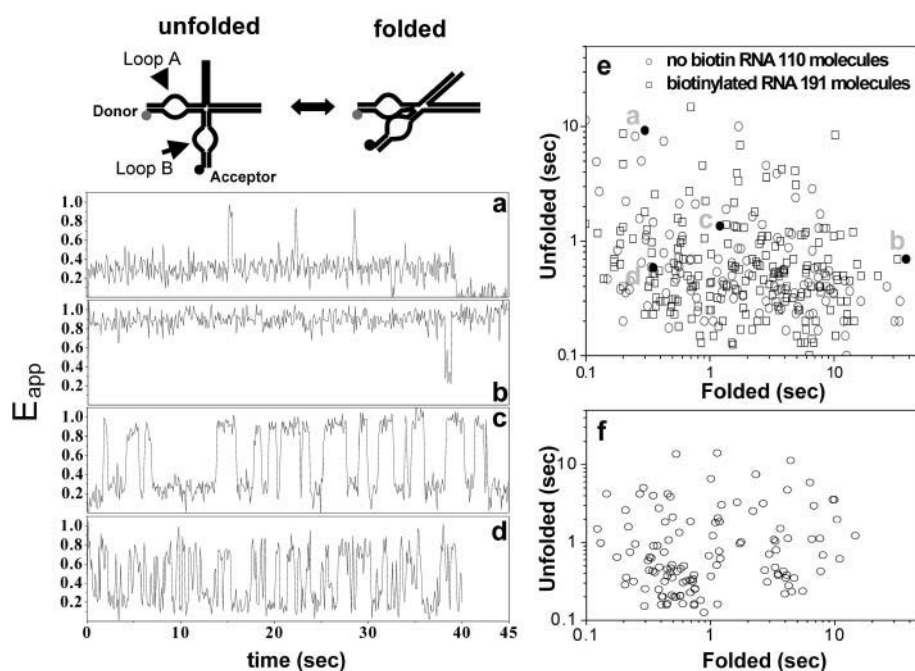 unfolded
folded
Loop A
Donor
Loop B
Acceptor
a
1.0
0.8
0.6
0.4
0.2
b
1.0
0.8
0.6
0.4
0.2
c
1.0
0.8
0.6
0.4
0.2
d
1.0
0.8
0.6
0.4
0.2
Eapp
0 10 20 30 40 45
time (sec)
e
no biotin RNA 110 molecules
biotinylated RNA 191 molecules
a
b
c
d
Unfolded (sec)
10
1
0.1
0.1 1 10
Folded (sec)
f
Unfolded (sec)
10
1
0.1
0.1 1 10
Folded (sec)